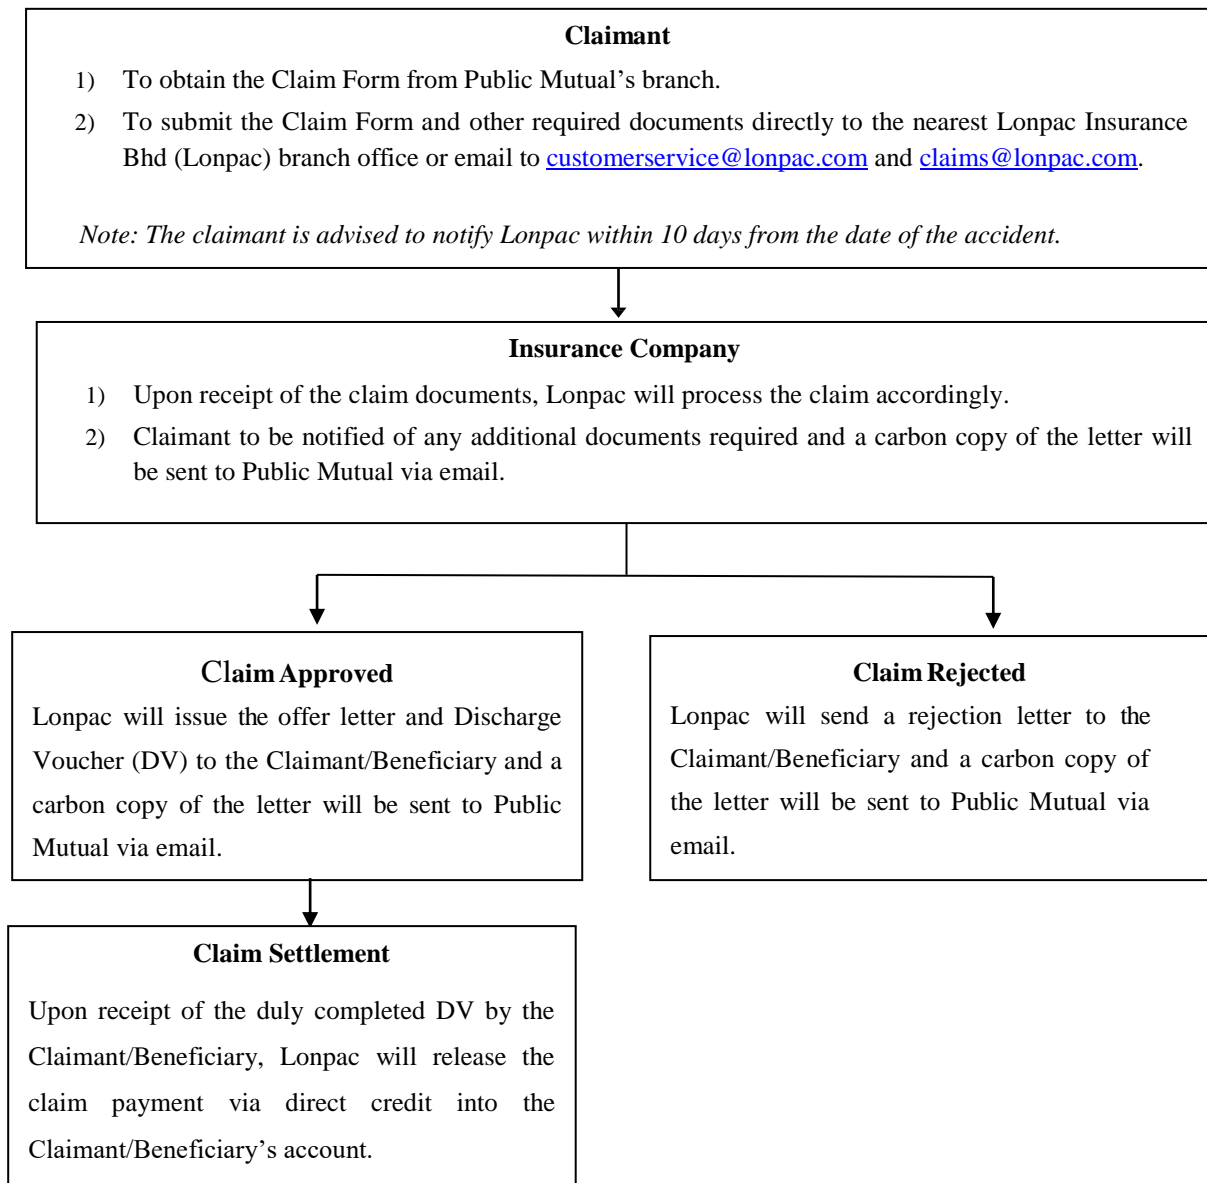 Claimant
1) To obtain the Claim Form from Public Mutual’s branch.
2) To submit the Claim Form and other required documents directly to the nearest Lonpac Insurance
Bhd (Lonpac) branch office or email to customerservice@lonpac.com and claims@lonpac.com.
Note: The claimant is advised to notify Lonpac within 10 days from the date of the accident.
Insurance Company
1) Upon receipt of the claim documents, Lonpac will process the claim accordingly.
2) Claimant to be notified of any additional documents required and a carbon copy of the letter will
be sent to Public Mutual via email.
Claim Approved
Lonpac will issue the offer letter and Discharge
Voucher (DV) to the Claimant/Beneficiary and a
carbon copy of the letter will be sent to Public
Mutual via email.
Claim Rejected
Lonpac will send a rejection letter to the
Claimant/Beneficiary and a carbon copy of
the letter will be sent to Public Mutual via
email.
Claim Settlement
Upon receipt of the duly completed DV by the
Claimant/Beneficiary, Lonpac will release the
claim payment via direct credit into the
Claimant/Beneficiary’s account.